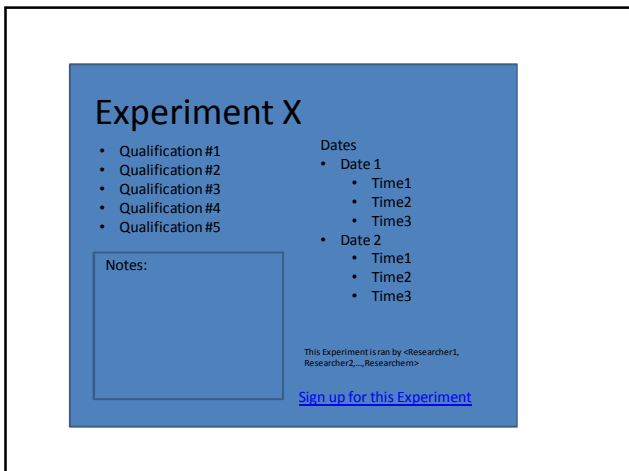 Experiment X
• Qualification #1
• Qualification #2
• Qualification #3
• Qualification #4
• Qualification #5
Notes:
Dates
• Date 1
• Time1
• Time2
• Time3
• Date 2
• Time1
• Time2
• Time3
This Experiment is ran by <Researcher1,
Researcher2,...,Researchern>
Sign up for this Experiment